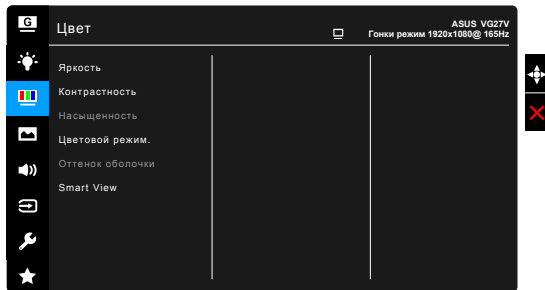 G
Цвет
ASUS VG27V
Гонки режим 1920x1080@ 165Hz
Яркость
Контрастность
Насыщенность
Цветовой режим.
Оттенок оболочки
Smart View